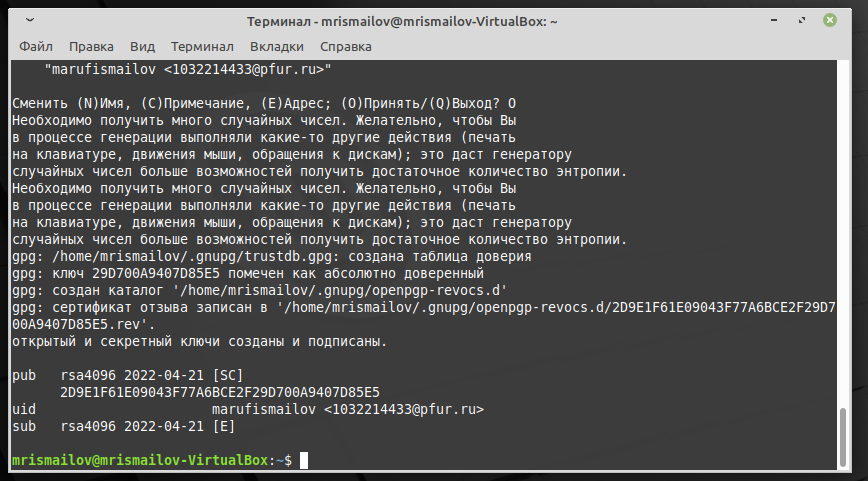 Терминал - mrismailov@mrismailov-VirtualBox: ~
Файл Правка Вид Терминал Вкладки Справка
"marufismailov <1032214433@pfur.ru>"
Сменить (N)Имя, (C)Примечание, (E)Адрес; (O)Принять/(Q)Выход? O
Необходимо получить много случайных чисел. Желательно, чтобы Вы
в процессе генерации выполняли какие-то другие действия (печать
на клавиатуре, движения мыши, обращения к дискам); это даст генератору
случайных чисел больше возможностей получить достаточное количество энтропии.
Необходимо получить много случайных чисел. Желательно, чтобы Вы
в процессе генерации выполняли какие-то другие действия (печать
на клавиатуре, движения мыши, обращения к дискам); это даст генератору
случайных чисел больше возможностей получить достаточное количество энтропии.
gpg: /home/mrismailov/.gnupg/trustdb.gpg: создана таблица доверия
gpg: ключ 29D700A9407D85E5 помечен как абсолютно доверенный
gpg: создан каталог '/home/mrismailov/.gnupg/openpgp-revocs.d'
gpg: сертификат отзыва записан в '/home/mrismailov/.gnupg/openpgp-revocs.d/2D9E1F61E09043F77A6BCE2F29D7
00A9407D85E5.rev'.
открытый и секретный ключи созданы и подписаны.
pub rsa4096 2022-04-21 [SC]
2D9E1F61E09043F77A6BCE2F29D700A9407D85E5
uid marufismailov <1032214433@pfur.ru>
sub rsa4096 2022-04-21 [E]
mrismailov@mrismailov-VirtualBox:~$